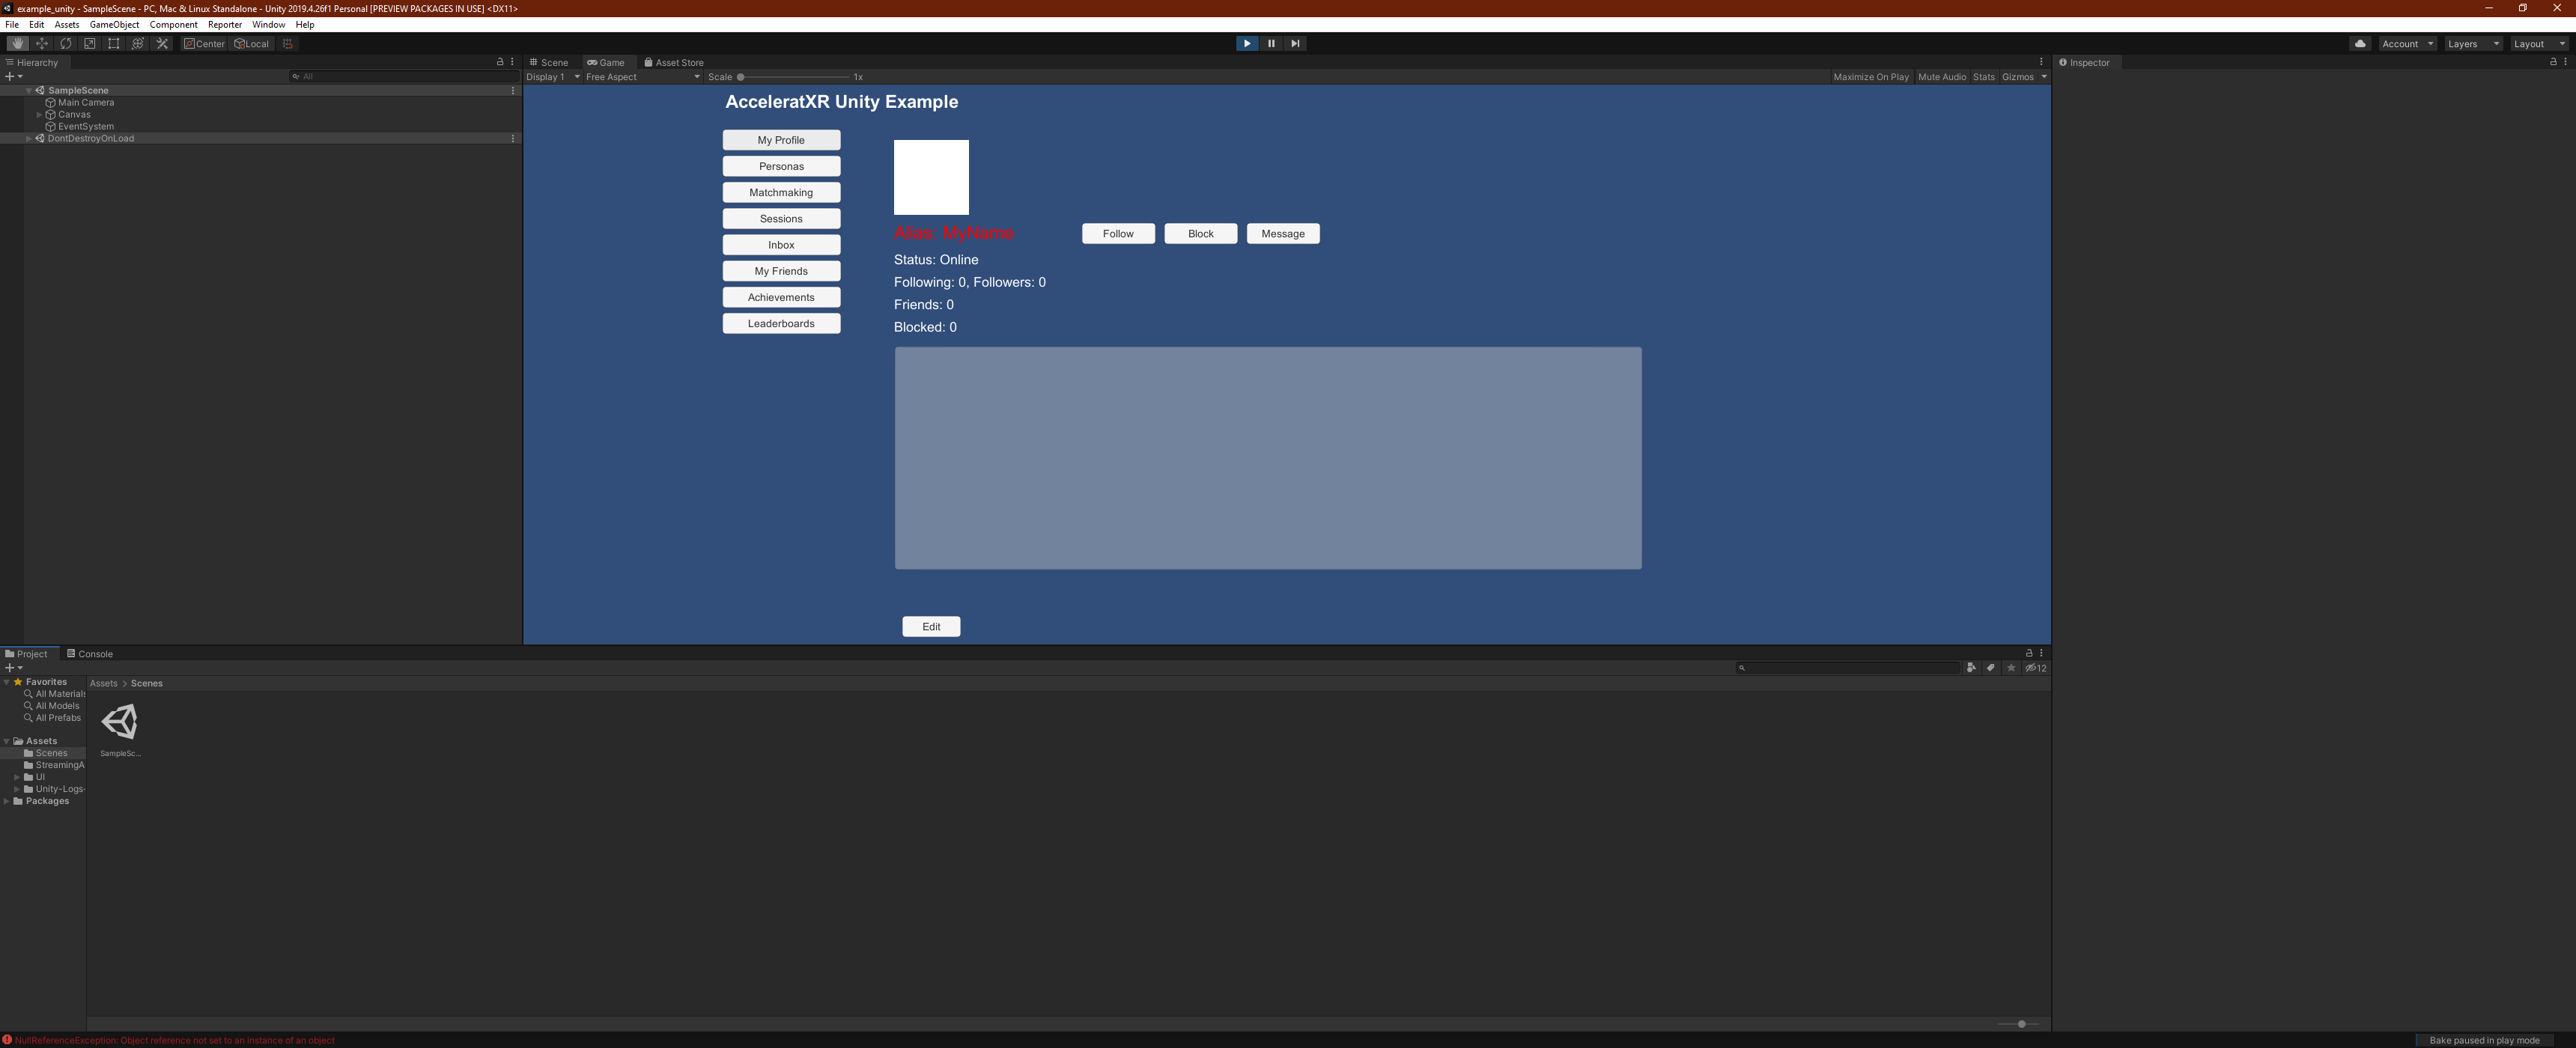 example_unity - SampleScene - PC, Mac & Linux Standalone - Unity 2019.4.26f1 Personal [PREVIEW PACKAGES IN USE] <DX11>
File Edit Assets GameObject Component Reporter Window Help
Center Local Account Layers Layout
Hierarchy Scene Game Asset Store Inspector
All Display 1 Free Aspect Scale 1x Maximize On Play Mute Audio Stats Gizmos
SampleScene
Main Camera
Canvas
EventSystem
DontDestroyOnLoad
AcceleratXR Unity Example
My Profile
Personas
Matchmaking
Sessions
Inbox
My Friends
Achievements
Leaderboards
Alias: MyName Follow Block Message
Status: Online
Following: 0, Followers: 0
Friends: 0
Blocked: 0
Edit
Project Console
12
Favorites
All Materials
All Models
All Prefabs
Assets
Scenes
StreamingA
UI
Unity-Logs-
Packages
Assets > Scenes
SampleSc...
NullReferenceException: Object reference not set to an instance of an object
Bake paused in play mode